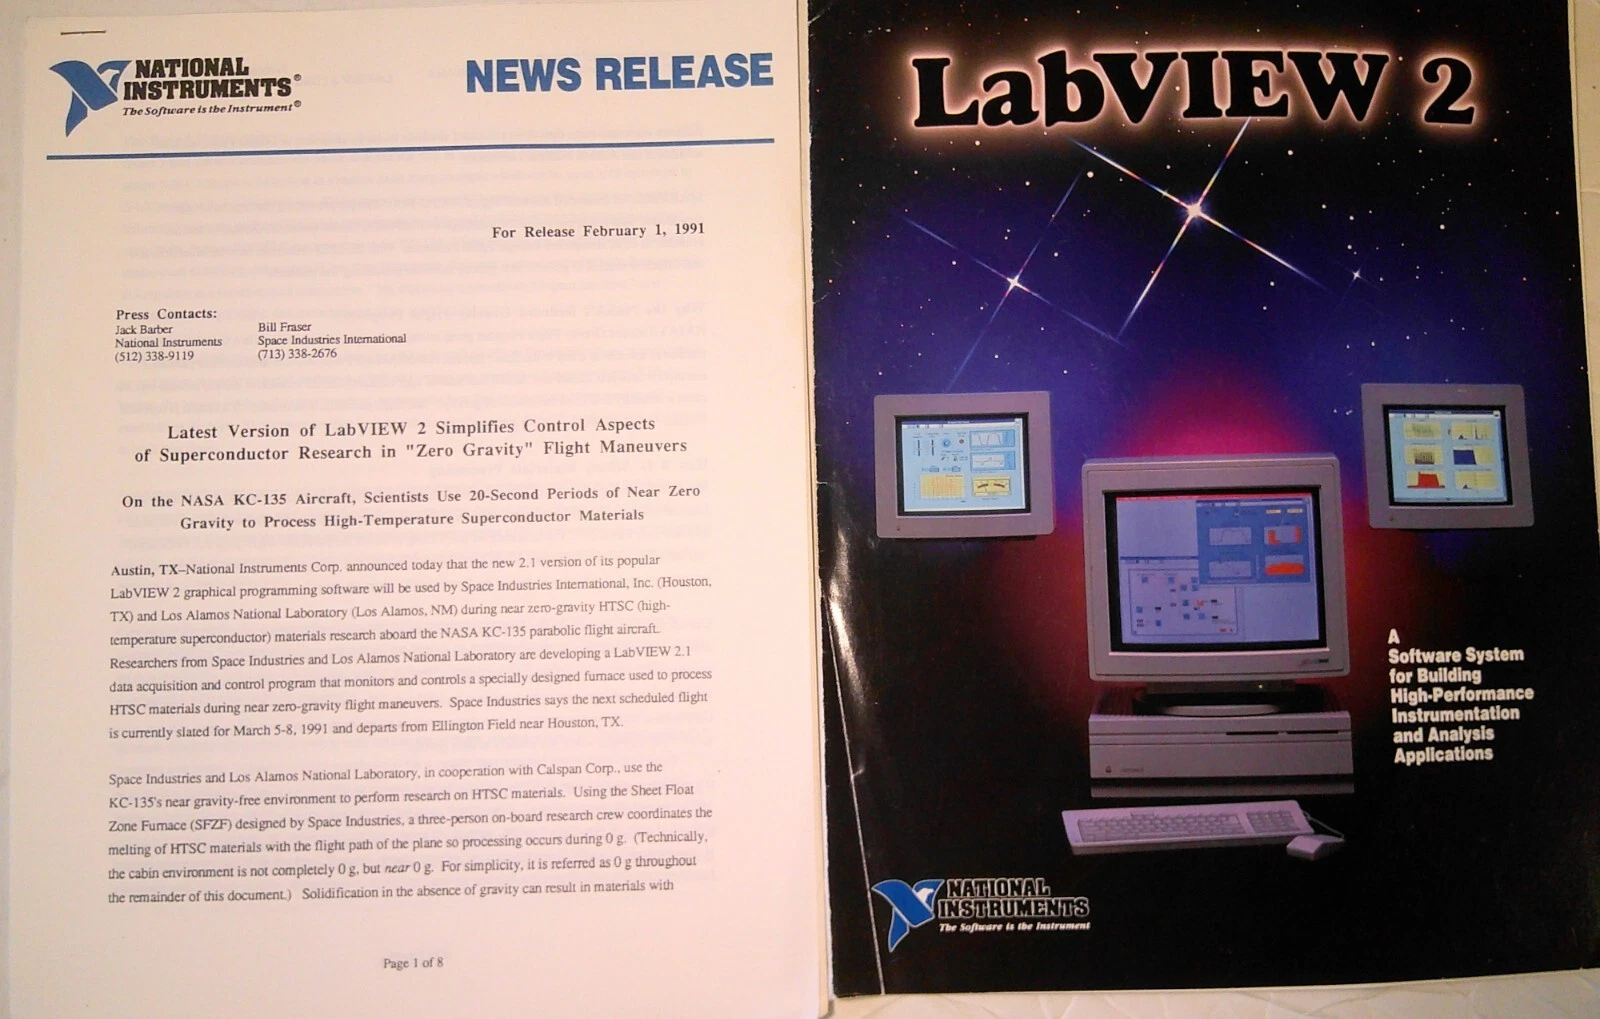 NATIONAL
INSTRUMENTS®
The Software is the Instrument®
NEWS RELEASE
For Release February 1, 1991
Press Contacts:
Jack Barber
National Instruments
(512) 338-9119
Bill Fraser
Space Industries International
(713) 338-2676
Latest Version of LabVIEW 2 Simplifies Control Aspects
of Superconductor Research in "Zero Gravity" Flight Maneuvers
On the NASA KC-135 Aircraft, Scientists Use 20-Second Periods of Near Zero
Gravity to Process High-Temperature Superconductor Materials
Austin, TX–National Instruments Corp. announced today that the new 2.1 version of its popular
LabVIEW 2 graphical programming software will be used by Space Industries International, Inc. (Houston,
TX) and Los Alamos National Laboratory (Los Alamos, NM) during near zero-gravity HTSC (high-
temperature superconductor) materials research aboard the NASA KC-135 parabolic flight aircraft.
Researchers from Space Industries and Los Alamos National Laboratory are developing a LabVIEW 2.1
data acquisition and control program that monitors and controls a specially designed furnace used to process
HTSC materials during near zero-gravity flight maneuvers. Space Industries says the next scheduled flight
is currently slated for March 5-8, 1991 and departs from Ellington Field near Houston, TX.
Space Industries and Los Alamos National Laboratory, in cooperation with Calspan Corp., use the
KC-135's near gravity-free environment to perform research on HTSC materials. Using the Sheet Float
Zone Furnace (SFZF) designed by Space Industries, a three-person on-board research crew coordinates the
melting of HTSC materials with the flight path of the plane so processing occurs during 0 g. (Technically,
the cabin environment is not completely 0 g, but near 0 g. For simplicity, it is referred as 0 g throughout
the remainder of this document.) Solidification in the absence of gravity can result in materials with
Page 1 of 8
LabVIEW 2
A
Software System
for Building
High-Performance
Instrumentation
and Analysis
Applications
NATIONAL
INSTRUMENTS
The Software is the Instrument